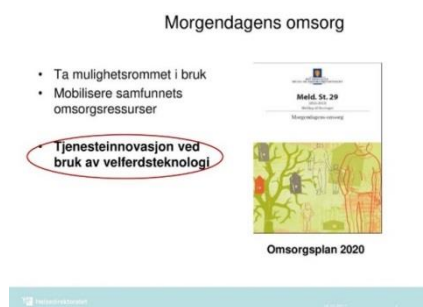 Morgendagens omsorg
• Ta mulighetsrommet i bruk
• Mobilisere samfunnets
omsorgsressurser
• Tjenesteinnovasjon ved
bruk av velferdsteknologi
Meld. St. 29
Morgendagens omsorg
Omsorgsplan 2020
Helsedirektoratet